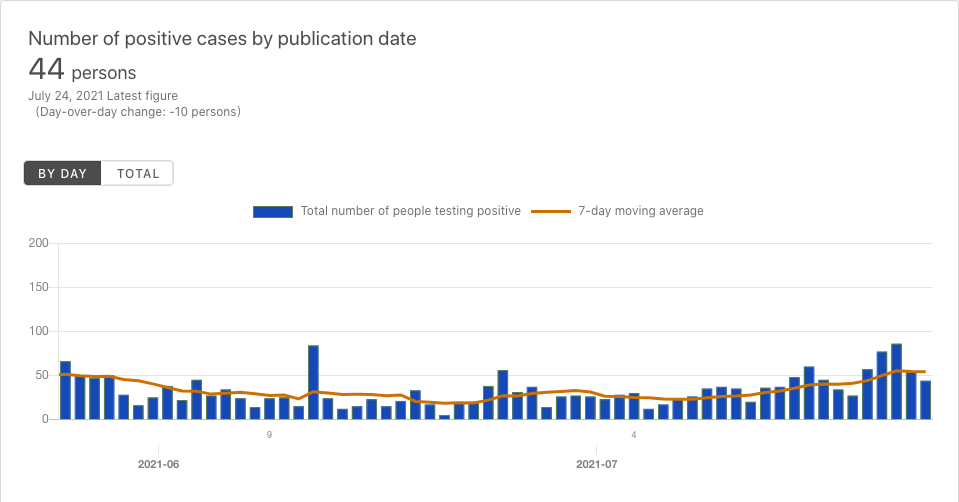 Number of positive cases by publication date
44 persons
July 24, 2021 Latest figure
(Day-over-day change: -10 persons)
BY DAY TOTAL
Total number of people testing positive 7-day moving average
200
150
100
50
0
9 4
2021-06 2021-07